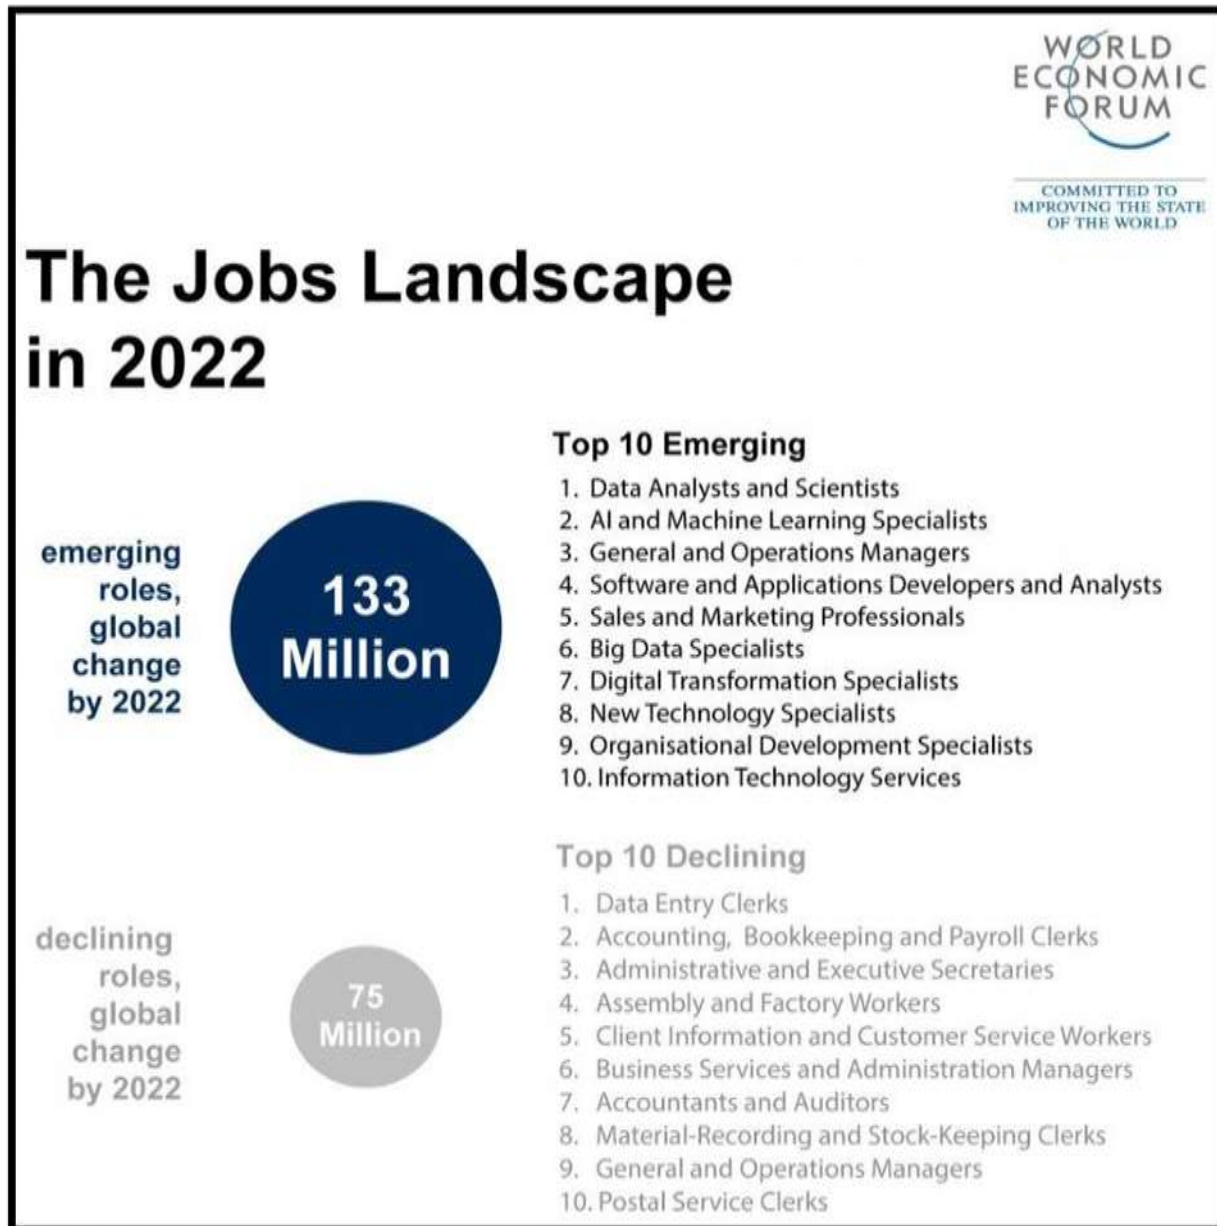 WORLD
ECONOMIC
FORUM
COMMITTED TO
IMPROVING THE STATE
OF THE WORLD
The Jobs Landscape
in 2022
emerging
roles,
global
change
by 2022
133
Million
Top 10 Emerging
1. Data Analysts and Scientists
2. AI and Machine Learning Specialists
3. General and Operations Managers
4. Software and Applications Developers and Analysts
5. Sales and Marketing Professionals
6. Big Data Specialists
7. Digital Transformation Specialists
8. New Technology Specialists
9. Organisational Development Specialists
10. Information Technology Services
declining
roles,
global
change
by 2022
75
Million
Top 10 Declining
1. Data Entry Clerks
2. Accounting, Bookkeeping and Payroll Clerks
3. Administrative and Executive Secretaries
4. Assembly and Factory Workers
5. Client Information and Customer Service Workers
6. Business Services and Administration Managers
7. Accountants and Auditors
8. Material-Recording and Stock-Keeping Clerks
9. General and Operations Managers
10. Postal Service Clerks